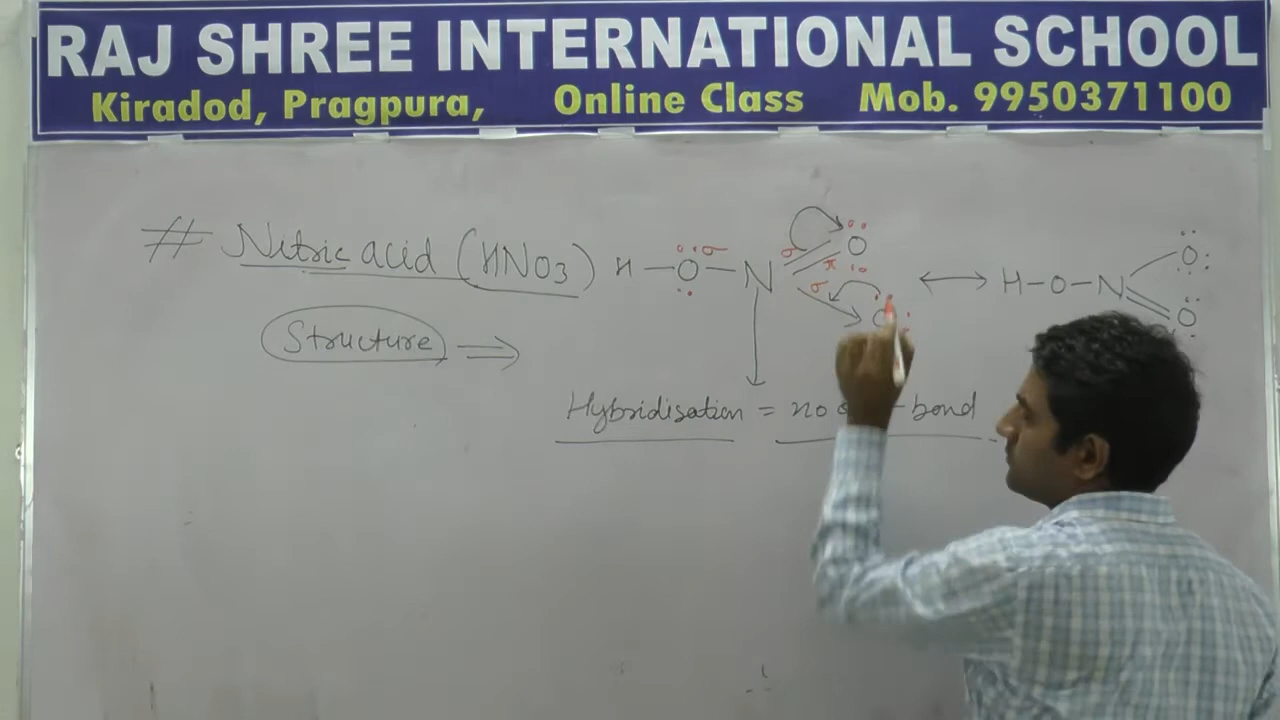 RAJ SHREE INTERNATIONAL SCHOOL
Kiradod, Pragpura, Online Class Mob. 9950371100
# Nitric acid (HNO3)
H — O — N
σ
O
σ
π
σ
H - O - N
O
O
Structure
Hybridisation = no bond